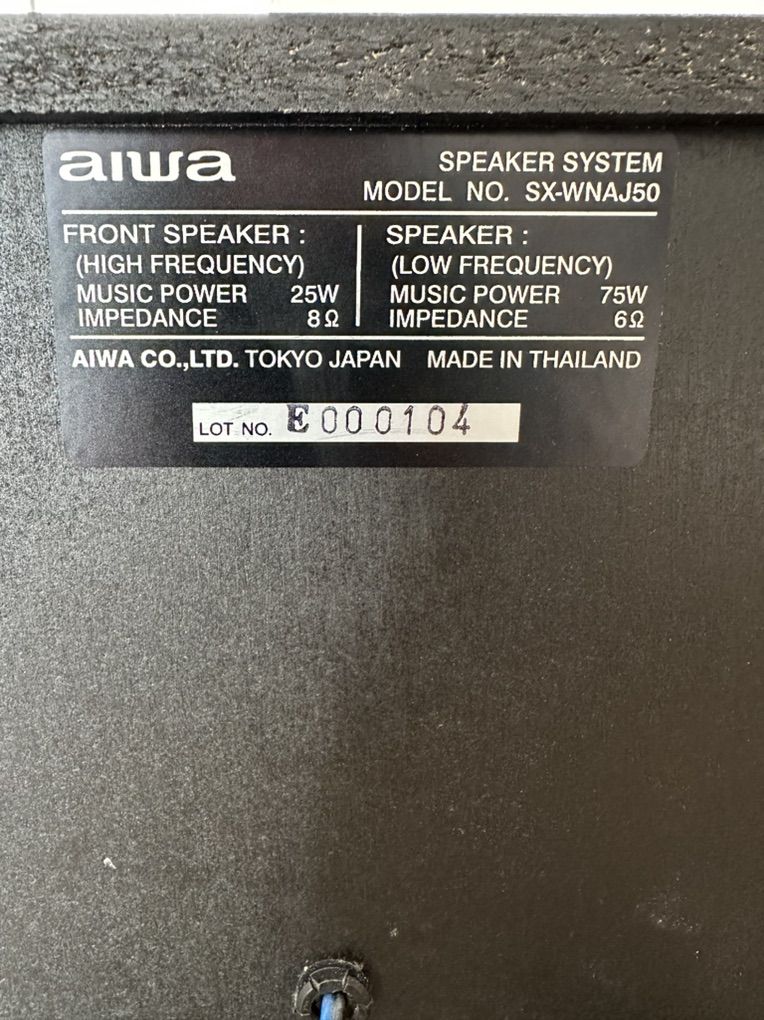 aiwa
SPEAKER SYSTEM
MODEL NO. SX-WNAJ50
FRONT SPEAKER :
(HIGH FREQUENCY)
MUSIC POWER 25W
IMPEDANCE 8Ω
SPEAKER :
(LOW FREQUENCY)
MUSIC POWER 75W
IMPEDANCE 6Ω
AIWA CO.,LTD. TOKYO JAPAN MADE IN THAILAND
LOT NO. E000104